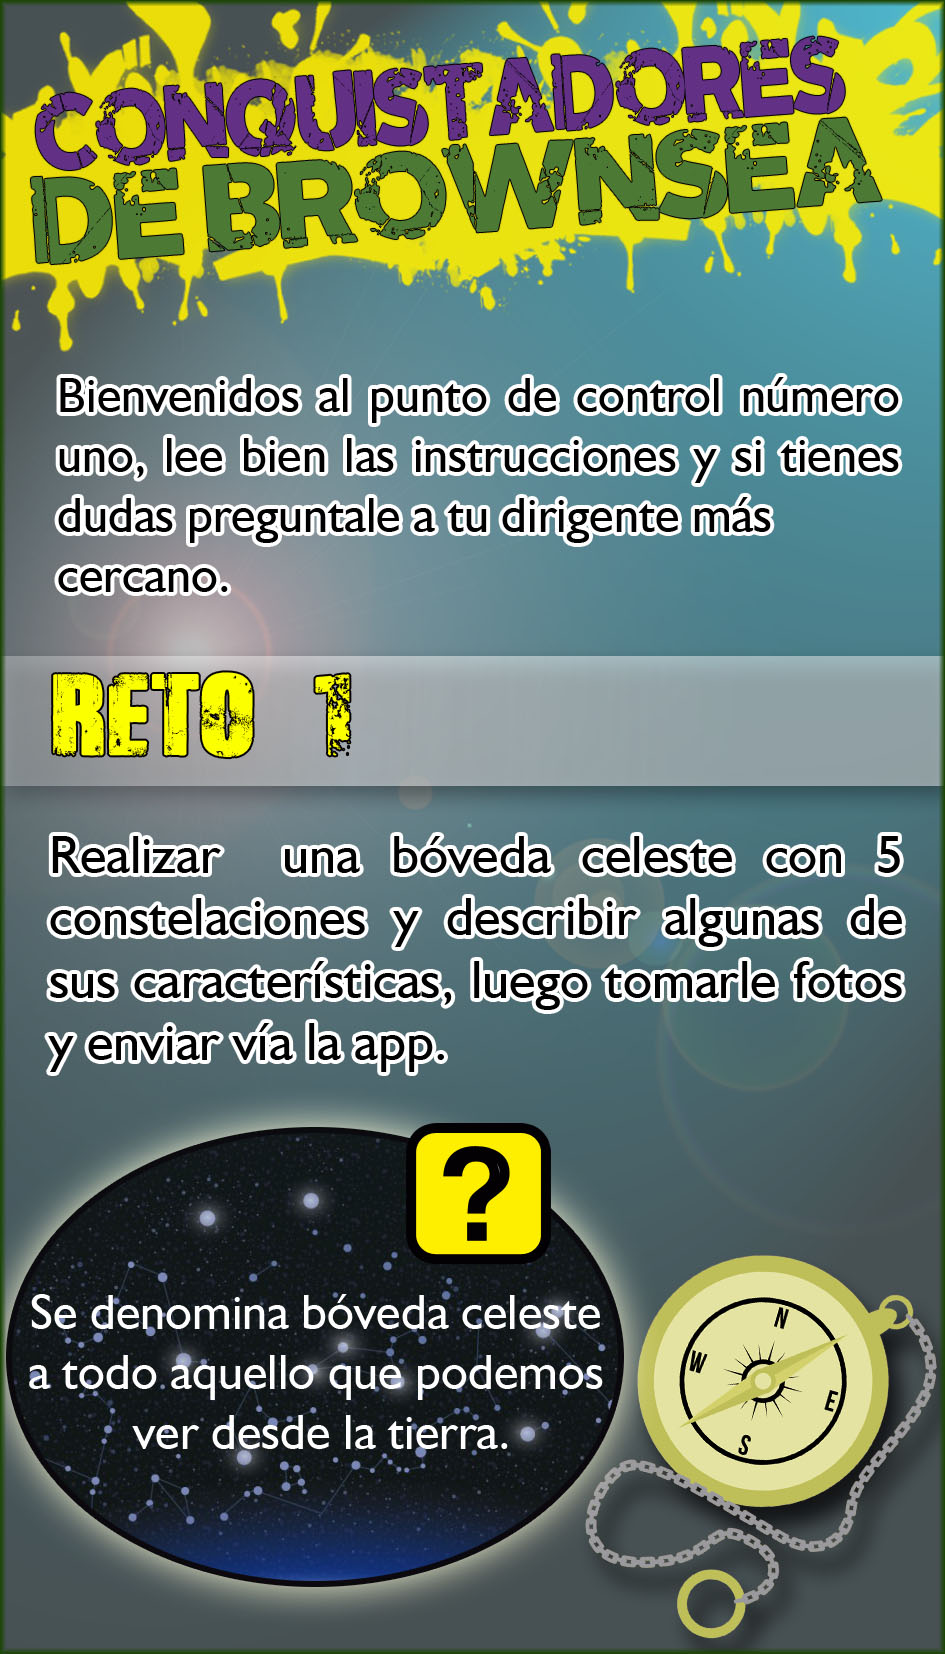 CONQUISTADORES
DE BROWNSEA
Bienvenidos al punto de control número
uno, lee bien las instrucciones y si tienes
dudas preguntale a tu dirigente más
cercano.
RETO 1
Realizar una bóveda celeste con 5
constelaciones y describir algunas de
sus características, luego tomarle fotos
y enviar vía la app.
?
Se denomina bóveda celeste
a todo aquello que podemos
ver desde la tierra.
N
W
E
S